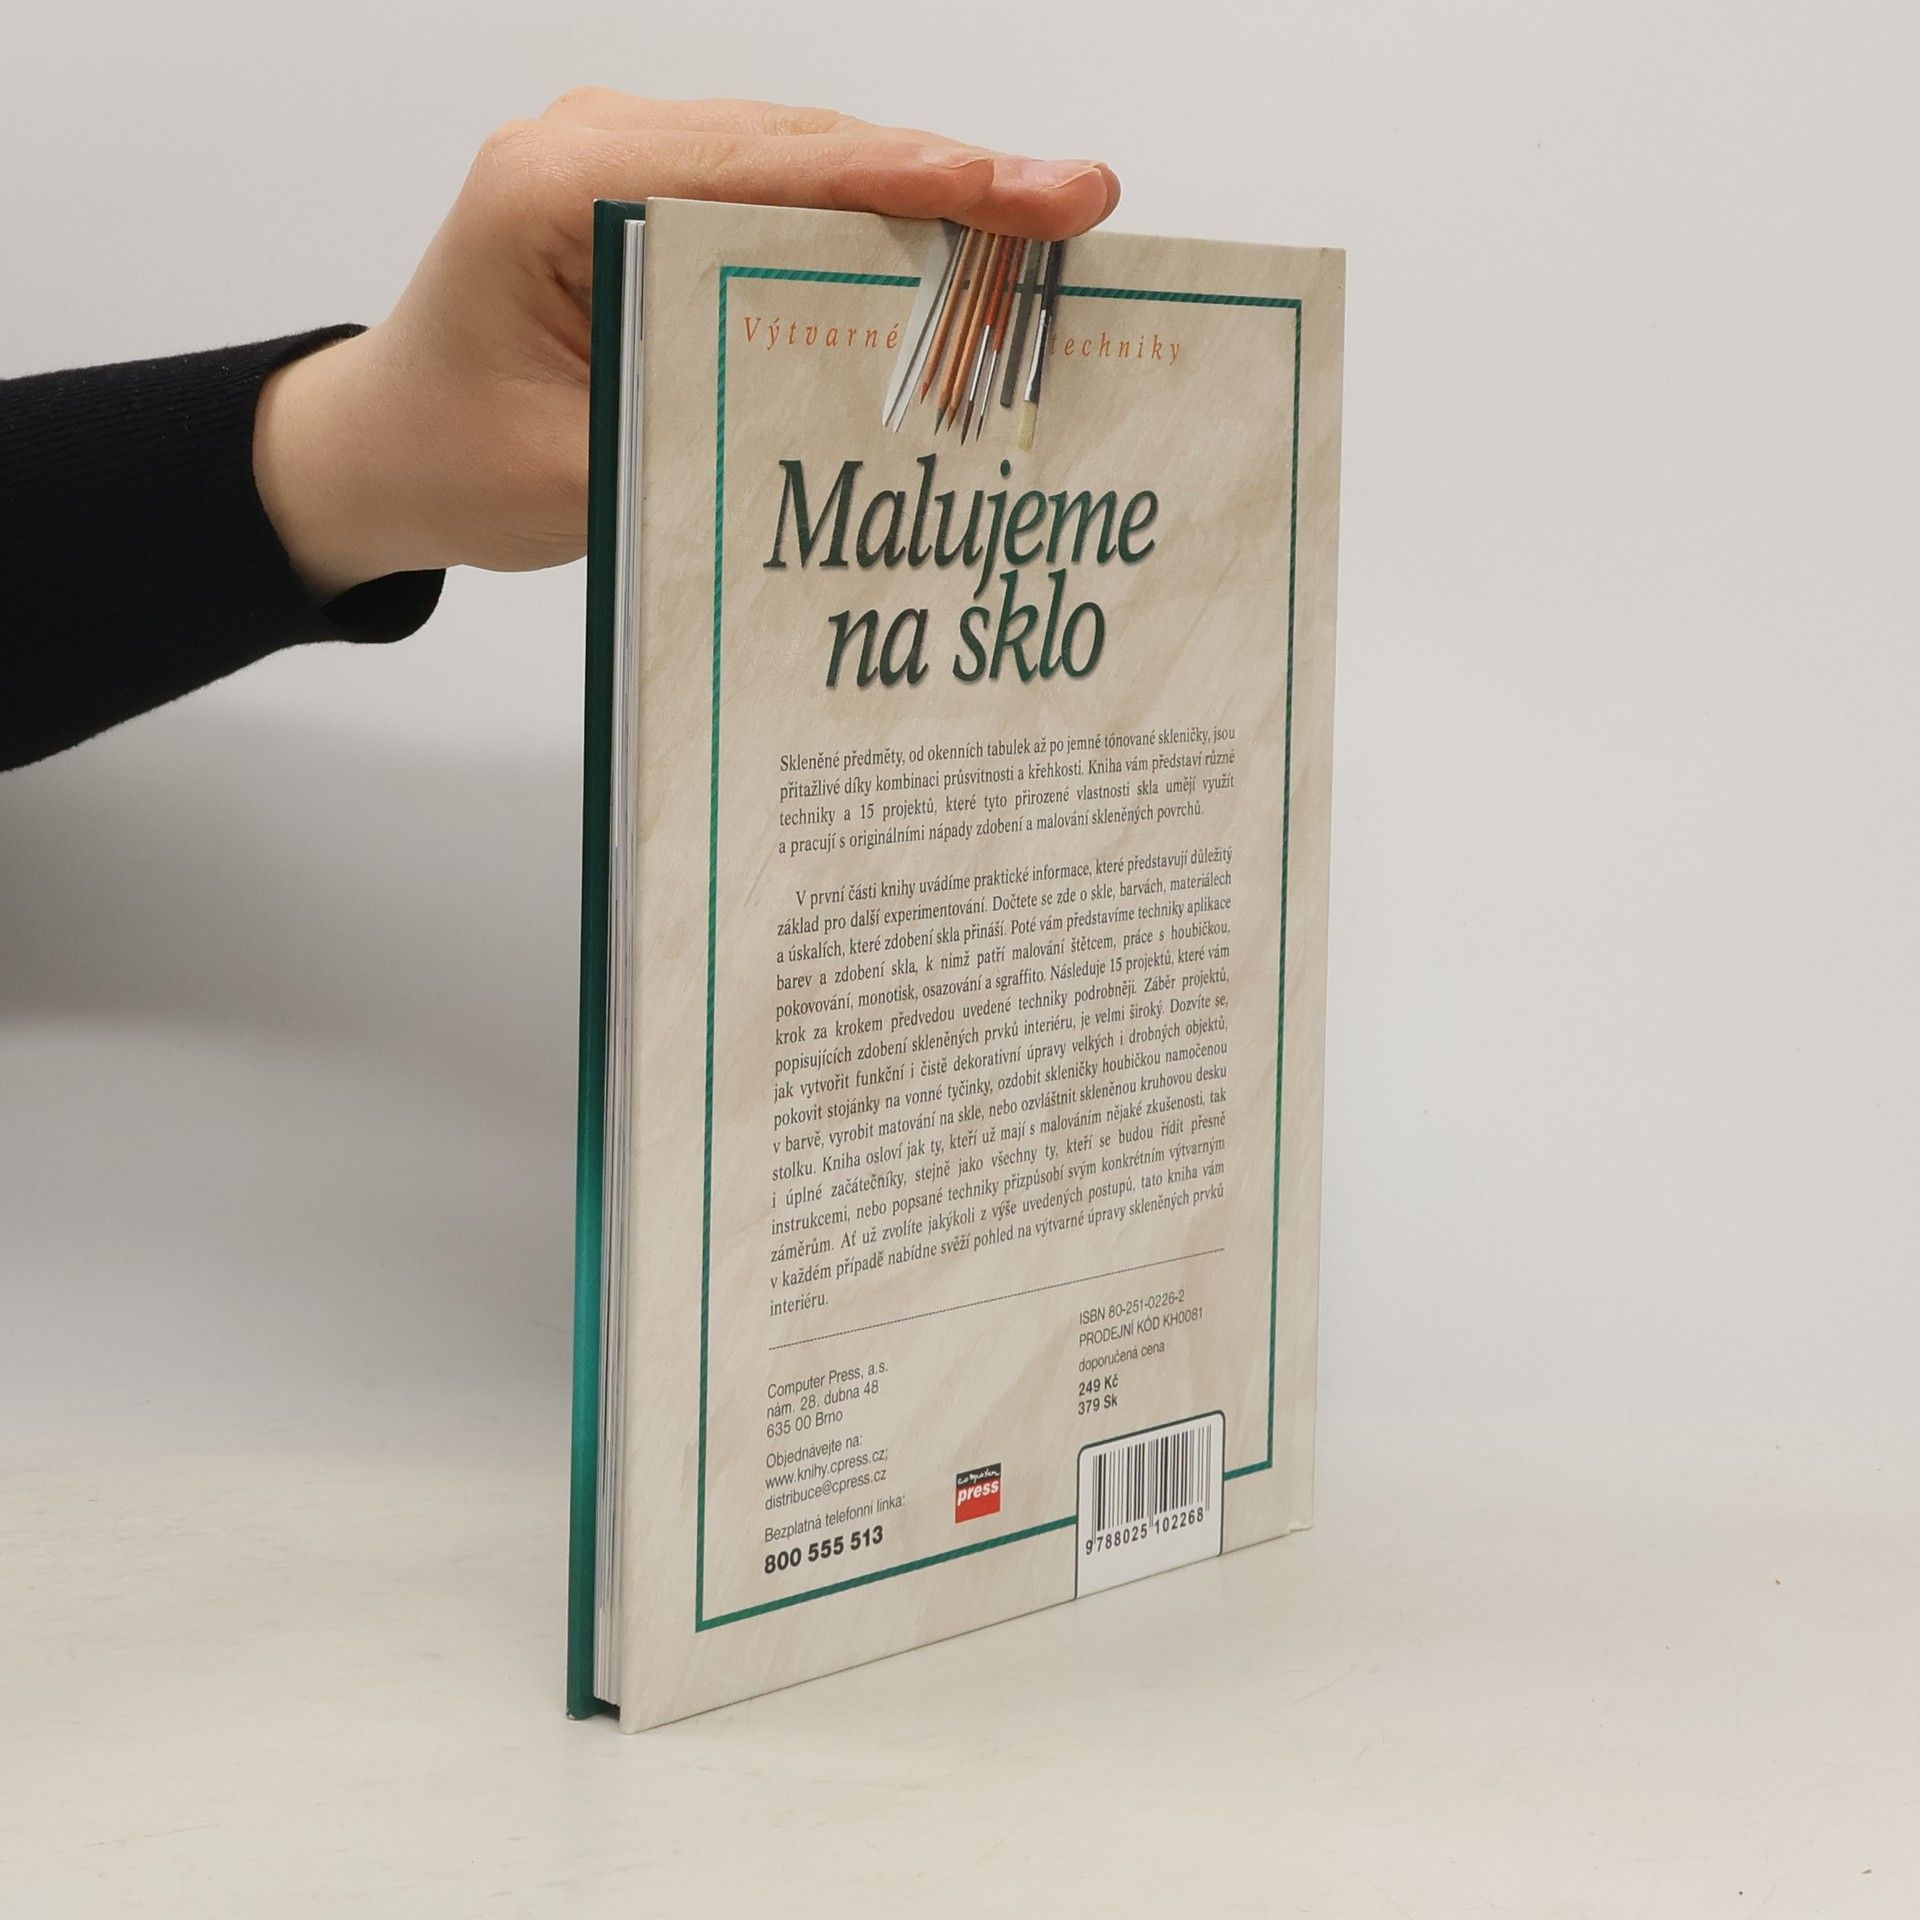 Výtvarné techniky
Malujeme
na sklo
Skleněné předměty, od okenních tabulek až po jemné tónované skleničky, jsou
přitažlivé díky kombinaci průsvitnosti a křehkosti. Kniha vám představí různé
techniky a 15 projektů, které tyto přirozené vlastnosti skla umějí využít
a pracují s originálními nápady zdobení a malování skleněných povrchů.
V první části knihy uvádíme praktické informace, které představují důležitý
základ pro další experimentování. Dočtete se zde o skle, barvách, materiálech
a úskalích, které zdobení skla přináší. Poté vám představíme techniky aplikace
barev a zdobení skla, k nimž patří malování štětcem, práce s houbičkou,
pokovování, monotisk, osazování a sgraffito. Následuje 15 projektů, které vám
krok za krokem předvedou uvedené techniky podrobněji. Záběr projektů,
popisujících zdobení skleněných prvků interiéru, je velmi široký. Dozvíte se,
jak vytvořit funkční i čistě dekorativní úpravy velkých i drobných objektů,
pokovit stojánky na vonné tyčinky, ozdobit skleničky houbičkou namočenou
v barvě, vyrobit matování na skle, nebo ozvláštnit skleněnou kruhovou desku
stolku. Kniha osloví jak ty, kteří už mají s malováním nějaké zkušenosti, tak
i úplné začátečníky, stejně jako všechny ty, kteří se budou řídit přesně
instrukcemi, nebo popsané techniky přizpůsobí svým konkrétním výtvarným
záměrům. Ať už zvolíte jakýkoli z výše uvedených postupů, tato kniha vám
v každém případě nabídne svěží pohled na výtvarné úpravy skleněných prvků
interiéru.
Computer Press, a.s.
nám. 28. dubna 48
635 00 Brno
Objednávejte na:
www.knihy.cpress.cz;
distribuce@cpress.cz
Bezplatná telefonní linka:
800 555 513
computer
press
ISBN 80-251-0226-2
PRODEJNÍ KÓD KH0081
doporučená cena
249 Kč
379 Sk
9 788025 102268